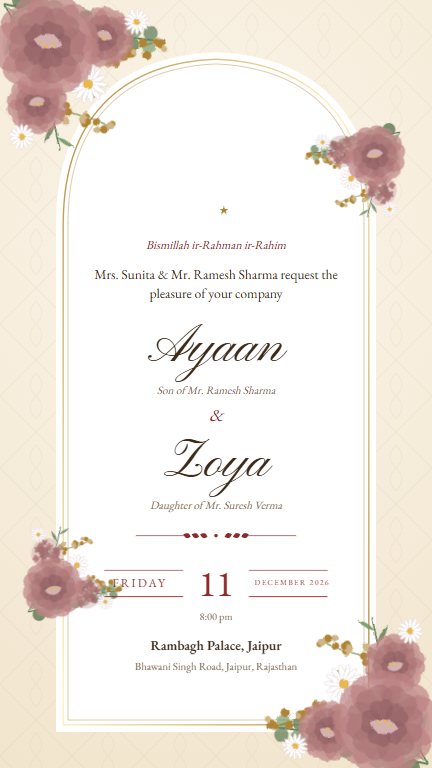 Bismillah ir-Rahman ir-Rahim
Mrs. Sunita & Mr. Ramesh Sharma request the
pleasure of your company
Ayaan
Son of Mr. Ramesh Sharma
&
Zoya
Daughter of Mr. Suresh Verma
FRIDAY 11 DECEMBER 2026
8:00 pm
Rambagh Palace, Jaipur
Bhawani Singh Road, Jaipur, Rajasthan